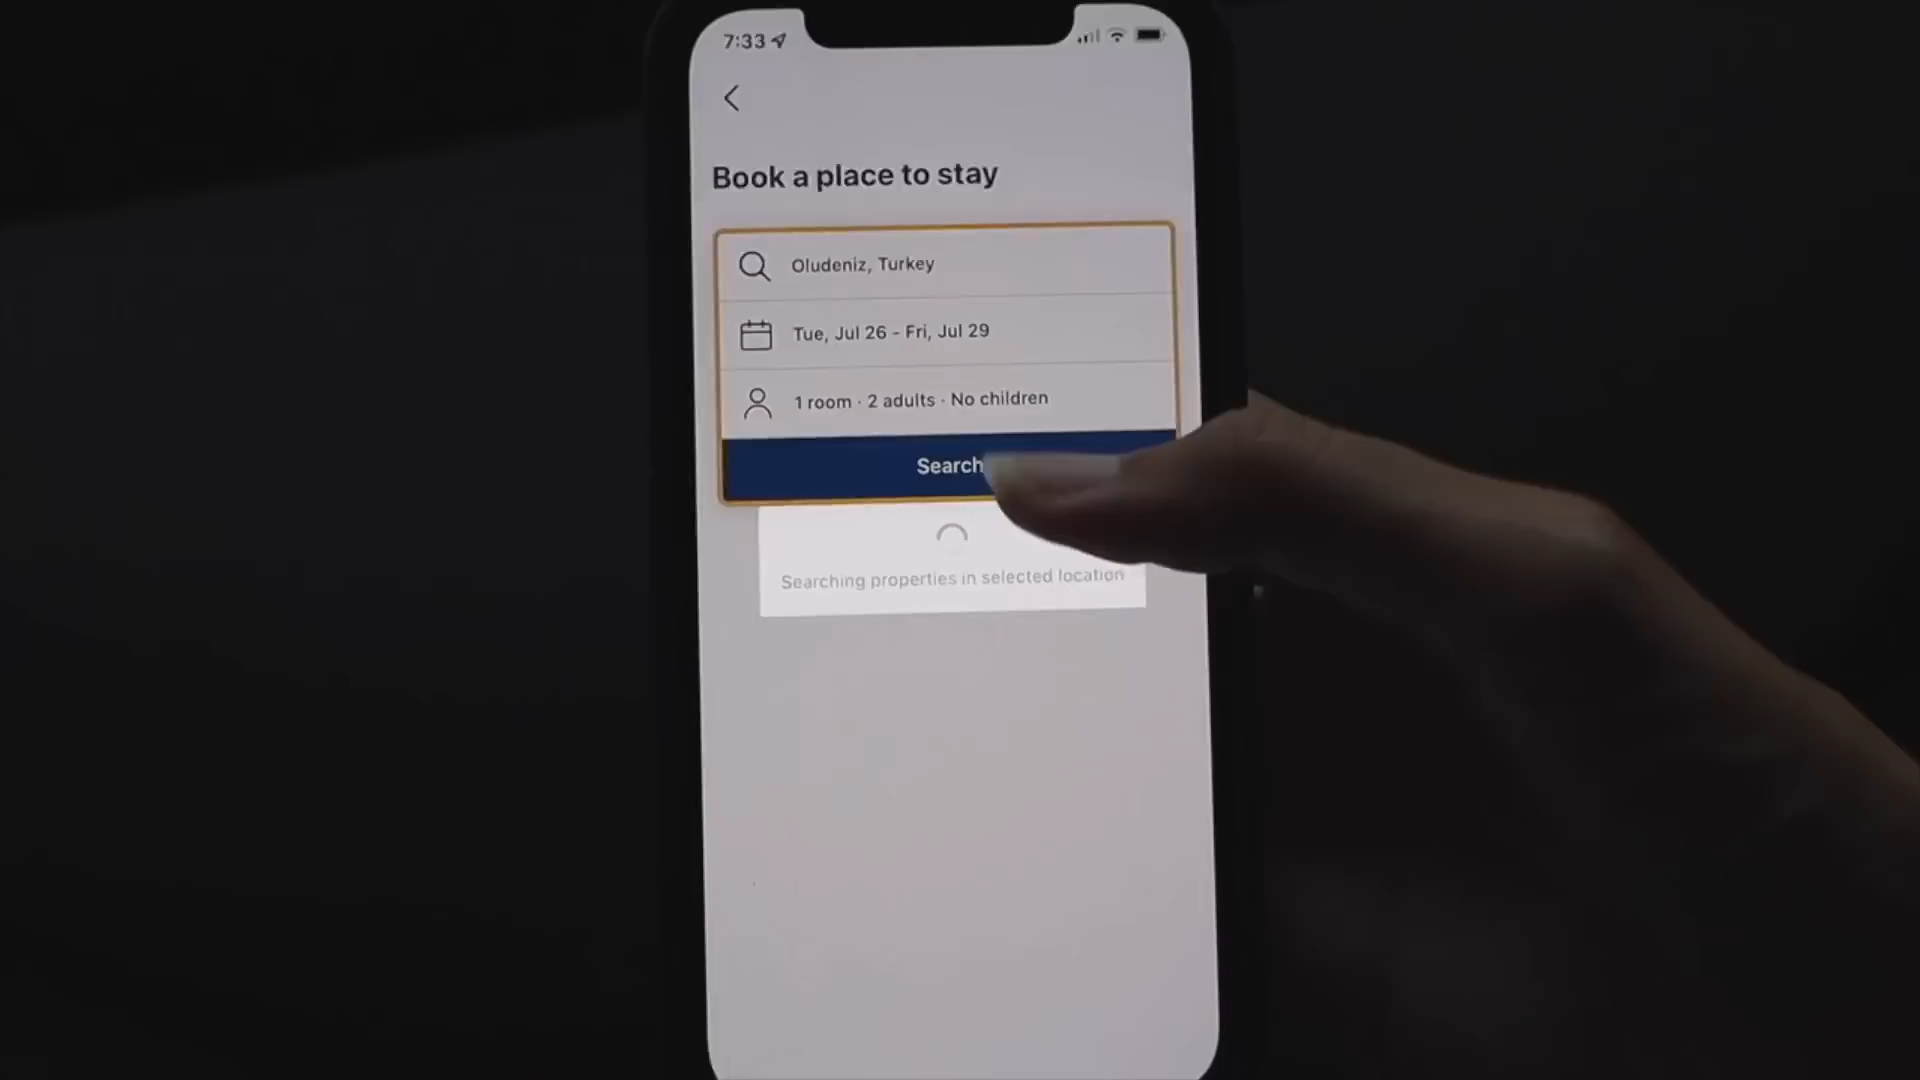 7:33
Book a place to stay
Oludeniz, Turkey
Tue, Jul 26 - Fri, Jul 29
1 room · 2 adults · No children
Search
Searching properties in selected location